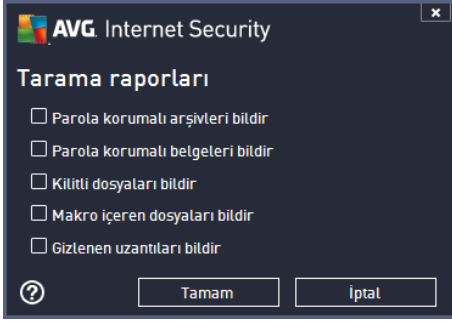 AVG. Internet Security
Tarama raporları
Parola korumalı arşivleri bildir
Parola korumalı belgeleri bildir
Kilitli dosyaları bildir
Makro içeren dosyaları bildir
Gizlenen uzantıları bildir
Tamam
İptal